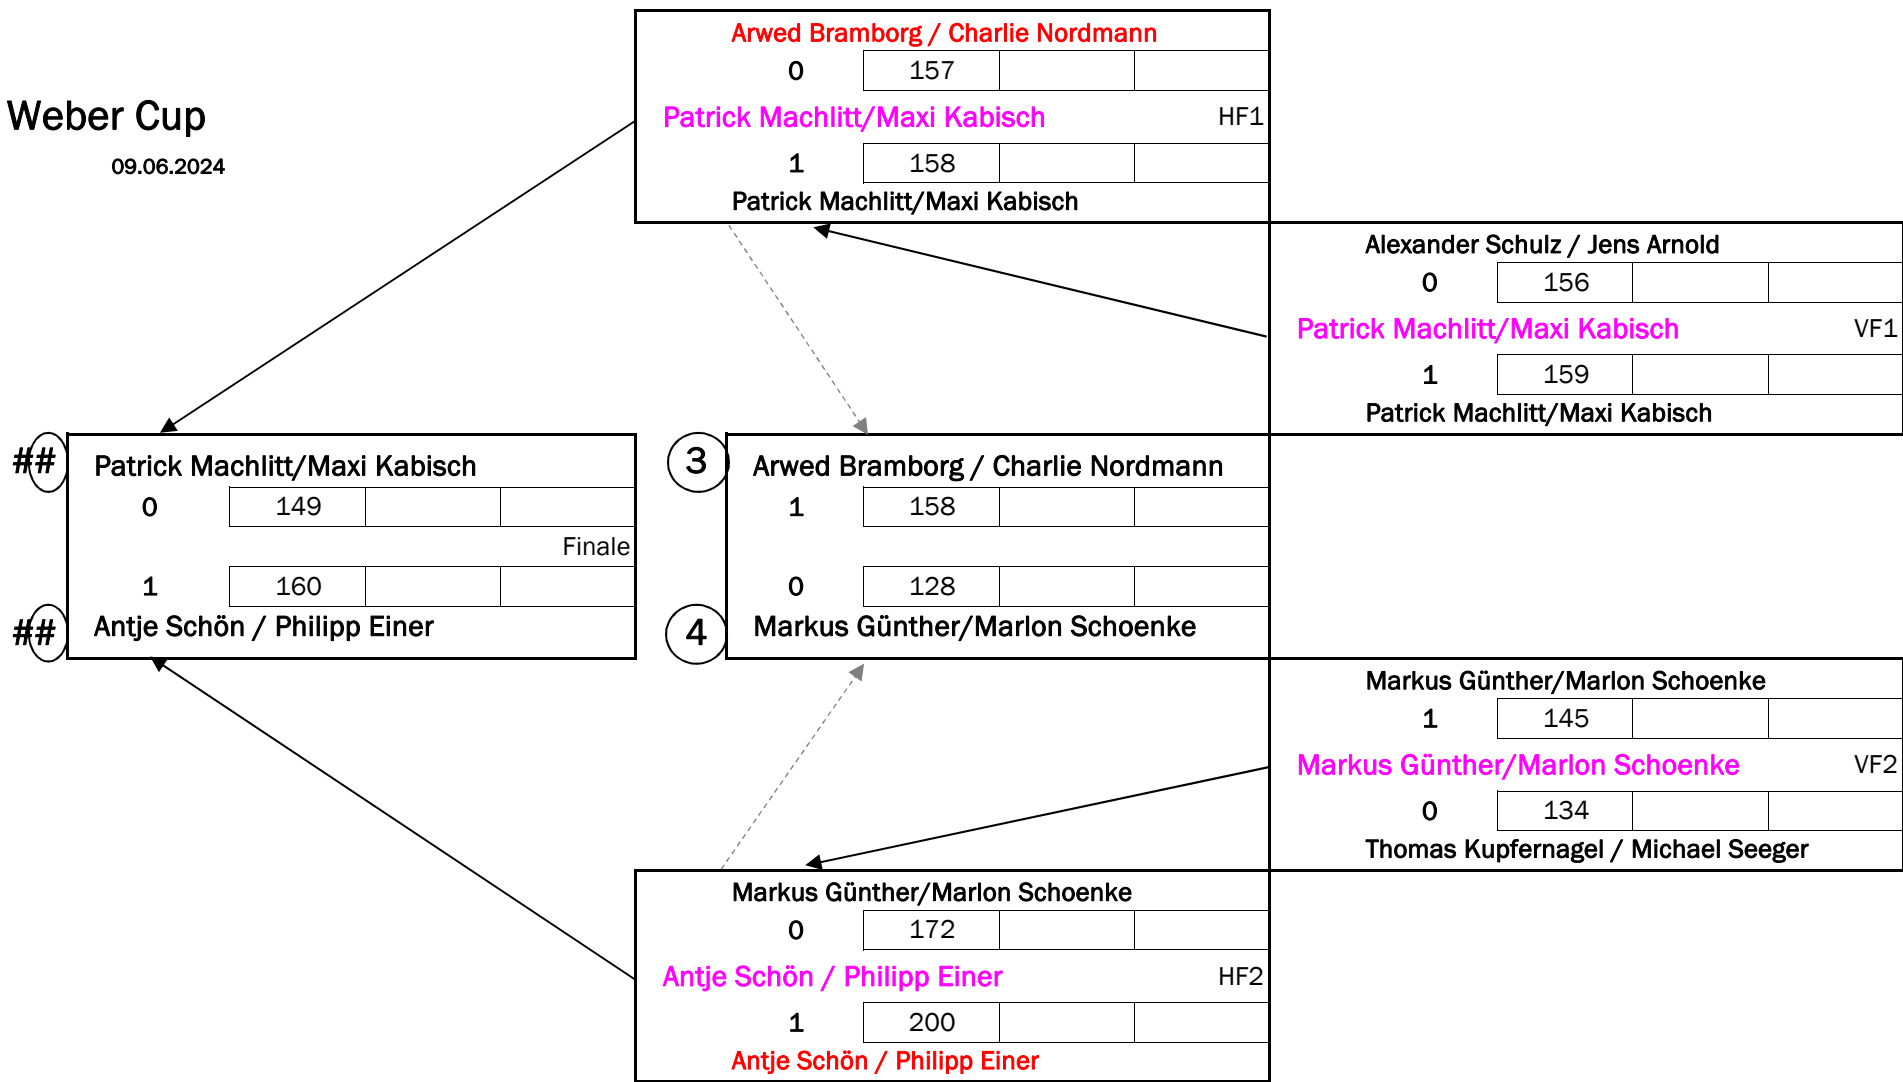 Weber Cup
09.06.2024
Arwed Bramborg / Charlie Nordmann
0 157
Patrick Machlitt/Maxi Kabisch HF1
1 158
Patrick Machlitt/Maxi Kabisch
Alexander Schulz / Jens Arnold
0 156
Patrick Machlitt/Maxi Kabisch VF1
1 159
Patrick Machlitt/Maxi Kabisch
## Patrick Machlitt/Maxi Kabisch
0 149
Finale
1 160
## Antje Schön / Philipp Einer
3 Arwed Bramborg / Charlie Nordmann
1 158
0 128
4 Markus Günther/Marlon Schoenke
Markus Günther/Marlon Schoenke
1 145
Markus Günther/Marlon Schoenke VF2
0 134
Thomas Kupfernagel / Michael Seeger
Markus Günther/Marlon Schoenke
0 172
Antje Schön / Philipp Einer HF2
1 200
Antje Schön / Philipp Einer